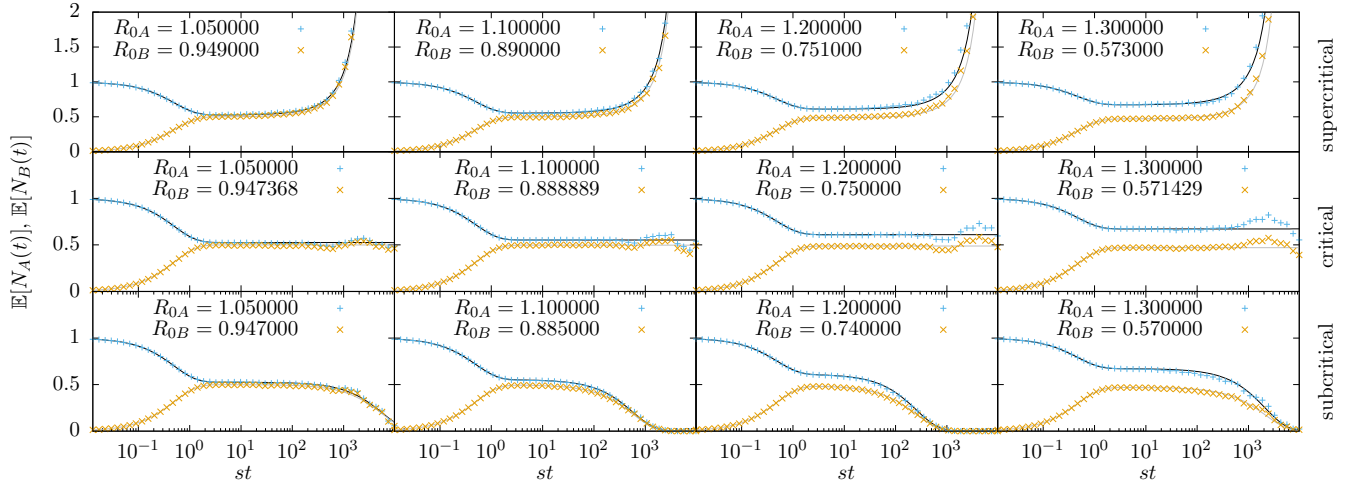 2
1.5
1
0.5
0
R0A = 1.050000
R0B = 0.949000
R0A = 1.100000
R0B = 0.890000
R0A = 1.200000
R0B = 0.751000
R0A = 1.300000
R0B = 0.573000
supercritical
𝔼[N_A(t)], 𝔼[N_B(t)]
1
0.5
0
R0A = 1.050000
R0B = 0.947368
R0A = 1.100000
R0B = 0.888889
R0A = 1.200000
R0B = 0.750000
R0A = 1.300000
R0B = 0.571429
critical
1
0.5
0
R0A = 1.050000
R0B = 0.947000
R0A = 1.100000
R0B = 0.885000
R0A = 1.200000
R0B = 0.740000
R0A = 1.300000
R0B = 0.570000
subcritical
10⁻¹ 10⁰ 10¹ 10² 10³
10⁻¹ 10⁰ 10¹ 10² 10³
10⁻¹ 10⁰ 10¹ 10² 10³
10⁻¹ 10⁰ 10¹ 10² 10³
st
st
st
st